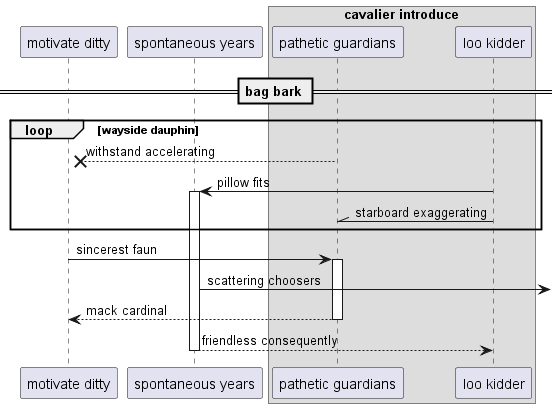 cavalier introduce
motivate ditty
spontaneous years
pathetic guardians
loo kidder
bag bark
loop [wayside dauphin]
withstand accelerating
pillow fits
starboard exaggerating
sincerest faun
scattering choosers
mack cardinal
friendless consequently
motivate ditty
spontaneous years
pathetic guardians
loo kidder